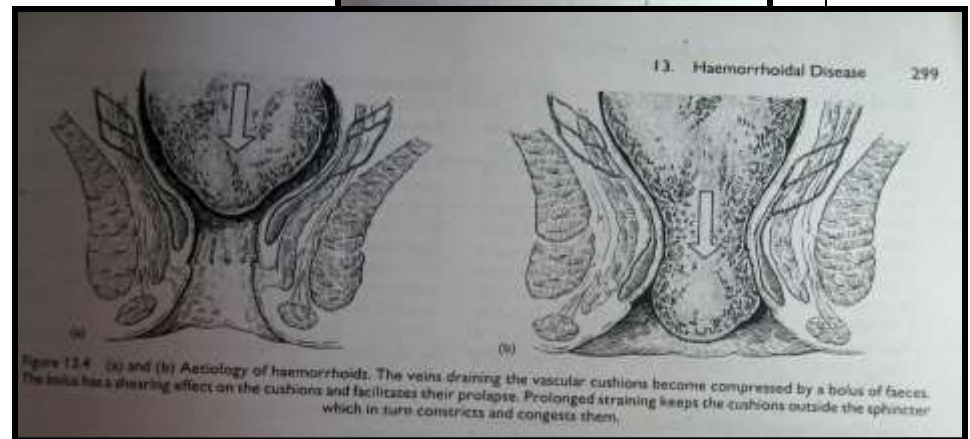 13. Haemorrhoidal Disease 299
(a)
(b)
Figure 13.4 (a) and (b) Aetiology of haemorrhoids. The veins draining the vascular cushions become compressed by a bolus of faeces.
The bolus has a shearing effect on the cushions and facilitates their prolapse. Prolonged straining keeps the cushions outside the sphincter
which in turn constricts and congests them.